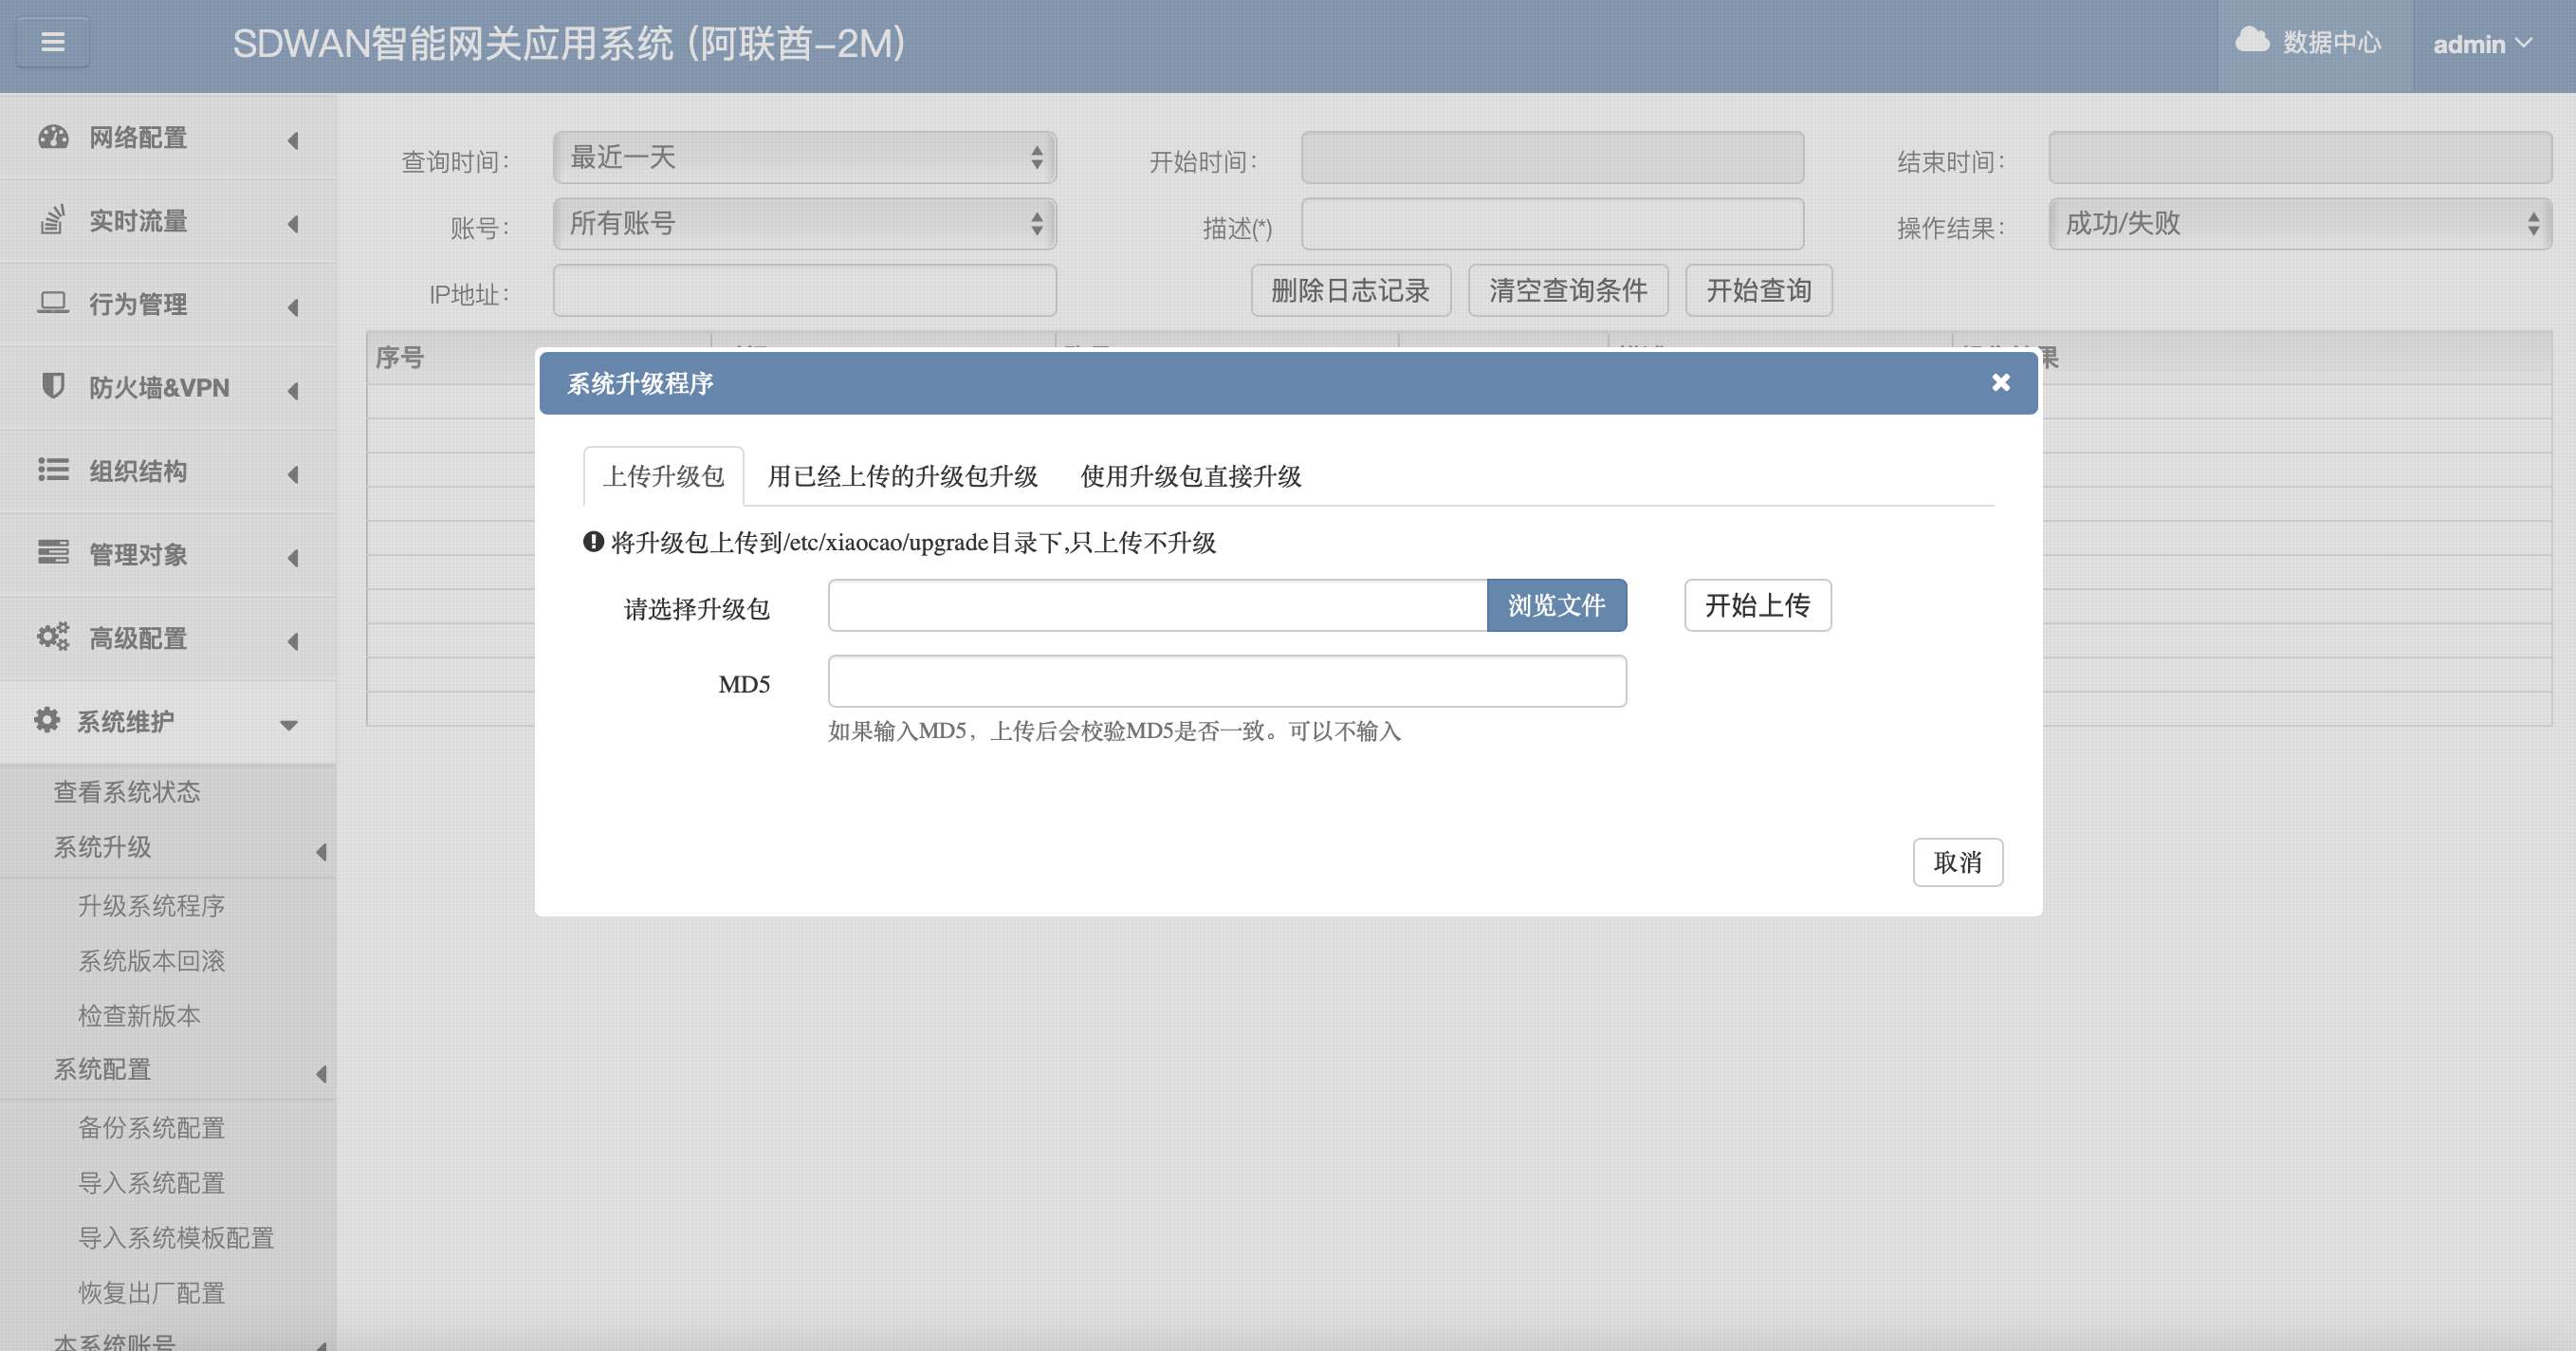 SDWAN智能网关应用系统 (阿联酋-2M)
数据中心
admin
网络配置
实时流量
行为管理
防火墙&VPN
组织结构
管理对象
高级配置
系统维护
查看系统状态
系统升级
升级系统程序
系统版本回滚
检查新版本
系统配置
备份系统配置
导入系统配置
导入系统模板配置
恢复出厂配置
本系统账号
查询时间：
最近一天
开始时间：
结束时间：
账号：
所有账号
描述(*)
操作结果：
成功/失败
IP地址：
删除日志记录
清空查询条件
开始查询
序号
果
系统升级程序
上传升级包
用已经上传的升级包升级
使用升级包直接升级
将升级包上传到/etc/xiaocao/upgrade目录下,只上传不升级
请选择升级包
浏览文件
开始上传
MD5
如果输入MD5，上传后会校验MD5是否一致。可以不输入
取消